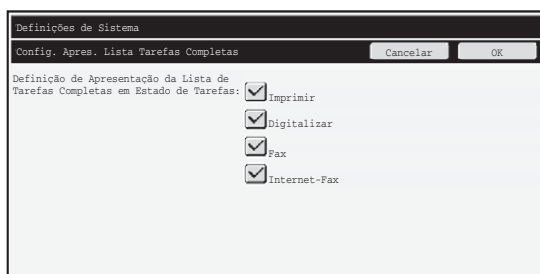 Definições de Sistema
Config. Apres. Lista Tarefas Completas
Cancelar
OK
Definição de Apresentação da Lista de
Tarefas Completas em Estado de Tarefas:
Imprimir
Digitalizar
Fax
Internet-Fax